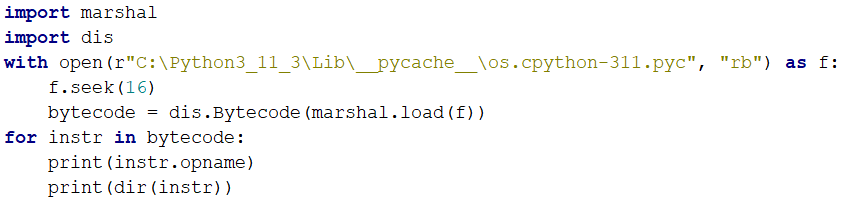 import marshal
import dis
with open(r"C:\Python3_11_3\Lib\__pycache__\os.cpython-311.pyc", "rb") as f:
    f.seek(16)
    bytecode = dis.Bytecode(marshal.load(f))
for instr in bytecode:
    print(instr.opname)
    print(dir(instr))